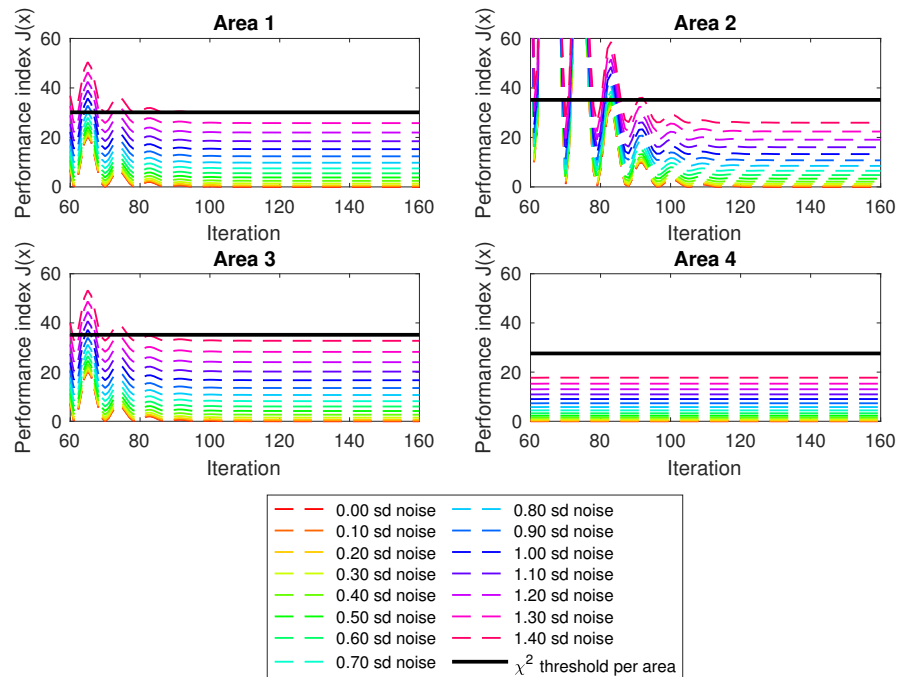 Area 1
Performance index J(x)
60
40
20
0
60 80 100 120 140 160
Iteration
Area 2
Performance index J(x)
60
40
20
0
60 80 100 120 140 160
Iteration
Area 3
Performance index J(x)
60
40
20
0
60 80 100 120 140 160
Iteration
Area 4
Performance index J(x)
60
40
20
0
60 80 100 120 140 160
Iteration
0.00 sd noise
0.10 sd noise
0.20 sd noise
0.30 sd noise
0.40 sd noise
0.50 sd noise
0.60 sd noise
0.70 sd noise
0.80 sd noise
0.90 sd noise
1.00 sd noise
1.10 sd noise
1.20 sd noise
1.30 sd noise
1.40 sd noise
χ² threshold per area